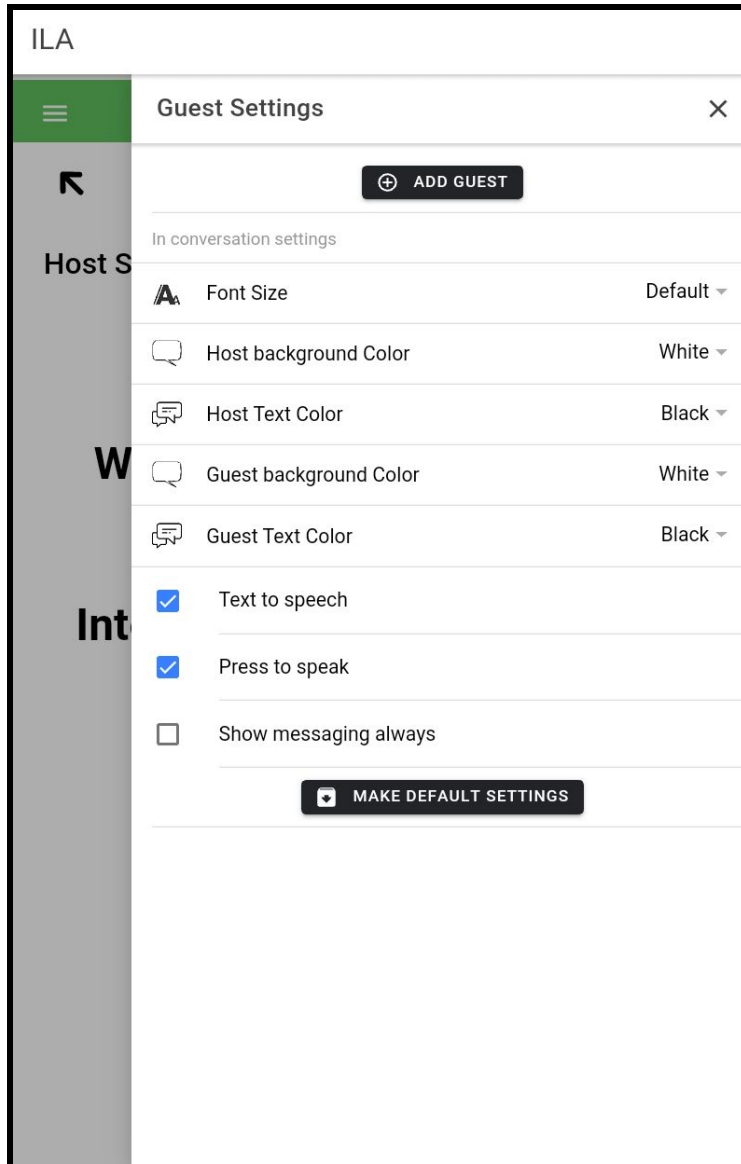 ILA
Guest Settings
ADD GUEST
In conversation settings
Host S
Font Size Default
Host background Color White
Host Text Color Black
W
Guest background Color White
Guest Text Color Black
Text to speech
Int
Press to speak
Show messaging always
MAKE DEFAULT SETTINGS